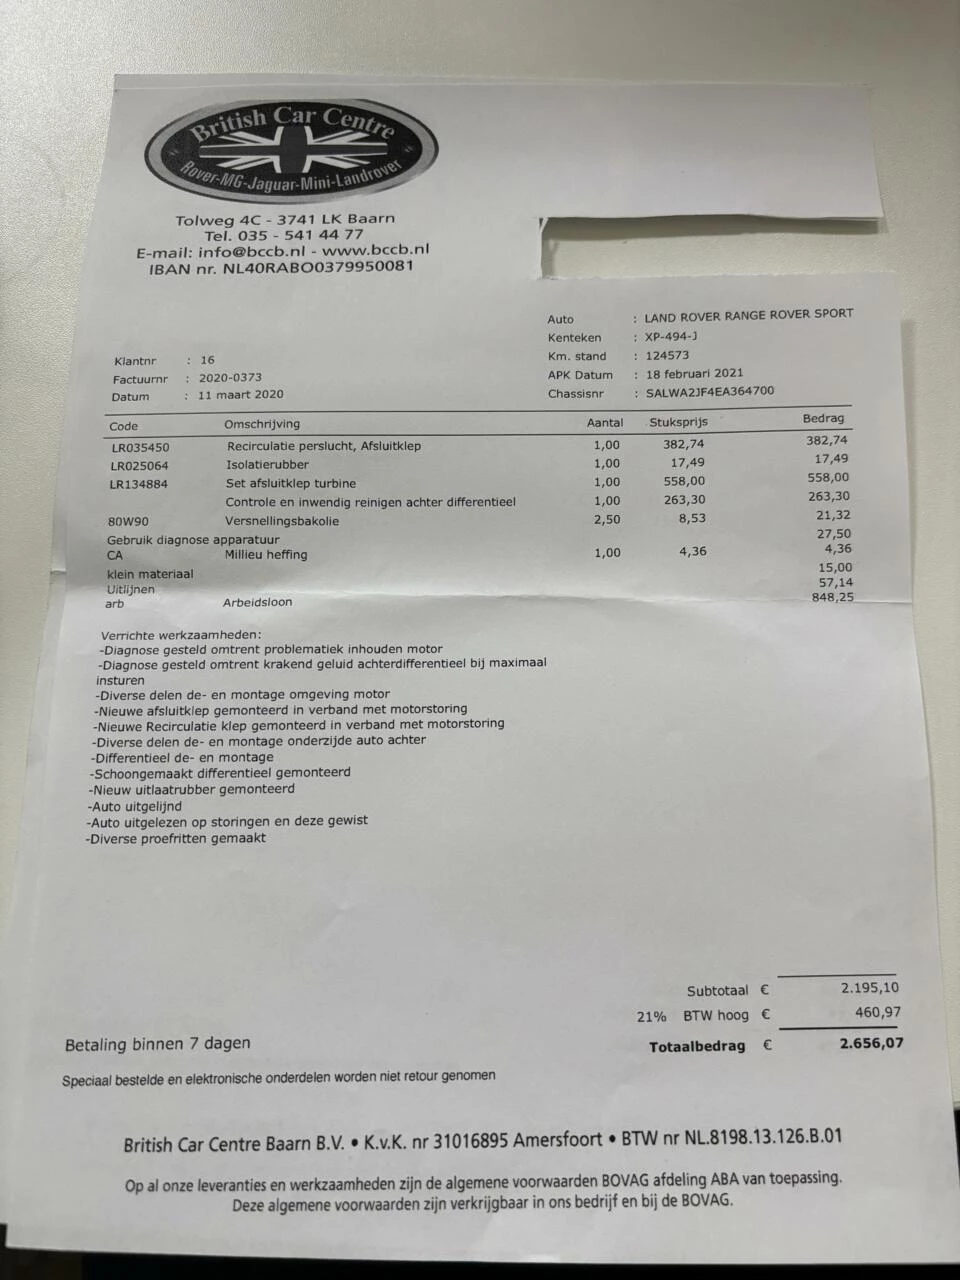 British Car Centre
Rover-MG-Jaguar-Mini-Landrover
Tolweg 4C - 3741 LK Baarn
Tel. 035 - 541 44 77
E-mail: info@bccb.nl - www.bccb.nl
IBAN nr. NL40RABO0379950081
Auto : LAND ROVER RANGE ROVER SPORT
Kenteken : XP-494-J
Km. stand : 124573
APK Datum : 18 februari 2021
Chassisnr : SALWA2JF4EA364700
Klantnr : 16
Factuurnr : 2020-0373
Datum : 11 maart 2020
Code Omschrijving Aantal Stuksprijs Bedrag
LR035450 Recirculatie perslucht, Afsluitklep 1,00 382,74 382,74
LR025064 Isolatierubber 1,00 17,49 17,49
LR134884 Set afsluitklep turbine 1,00 558,00 558,00
Controle en inwendig reinigen achter differentieel 1,00 263,30 263,30
80W90 Versnellingsbakolie 2,50 8,53 21,32
Gebruik diagnose apparatuur 27,50
CA Millieu heffing 1,00 4,36 4,36
klein materiaal 15,00
Uitlijnen 57,14
arb Arbeidsloon 848,25
Verrichte werkzaamheden:
-Diagnose gesteld omtrent problematiek inhouden motor
-Diagnose gesteld omtrent krakend geluid achterdifferentieel bij maximaal
insturen
-Diverse delen de- en montage omgeving motor
-Nieuwe afsluitklep gemonteerd in verband met motorstoring
-Nieuwe Recirculatie klep gemonteerd in verband met motorstoring
-Diverse delen de- en montage onderzijde auto achter
-Differentieel de- en montage
-Schoongemaakt differentieel gemonteerd
-Nieuw uitlaatrubber gemonteerd
-Auto uitgelijnd
-Auto uitgelezen op storingen en deze gewist
-Diverse proefritten gemaakt
Subtotaal € 2.195,10
21% BTW hoog € 460,97
Totaalbedrag € 2.656,07
Betaling binnen 7 dagen
Speciaal bestelde en elektronische onderdelen worden niet retour genomen
British Car Centre Baarn B.V. • K.v.K. nr 31016895 Amersfoort • BTW nr NL.8198.13.126.B.01
Op al onze leveranties en werkzaamheden zijn de algemene voorwaarden BOVAG afdeling ABA van toepassing.
Deze algemene voorwaarden zijn verkrijgbaar in ons bedrijf en bij de BOVAG.